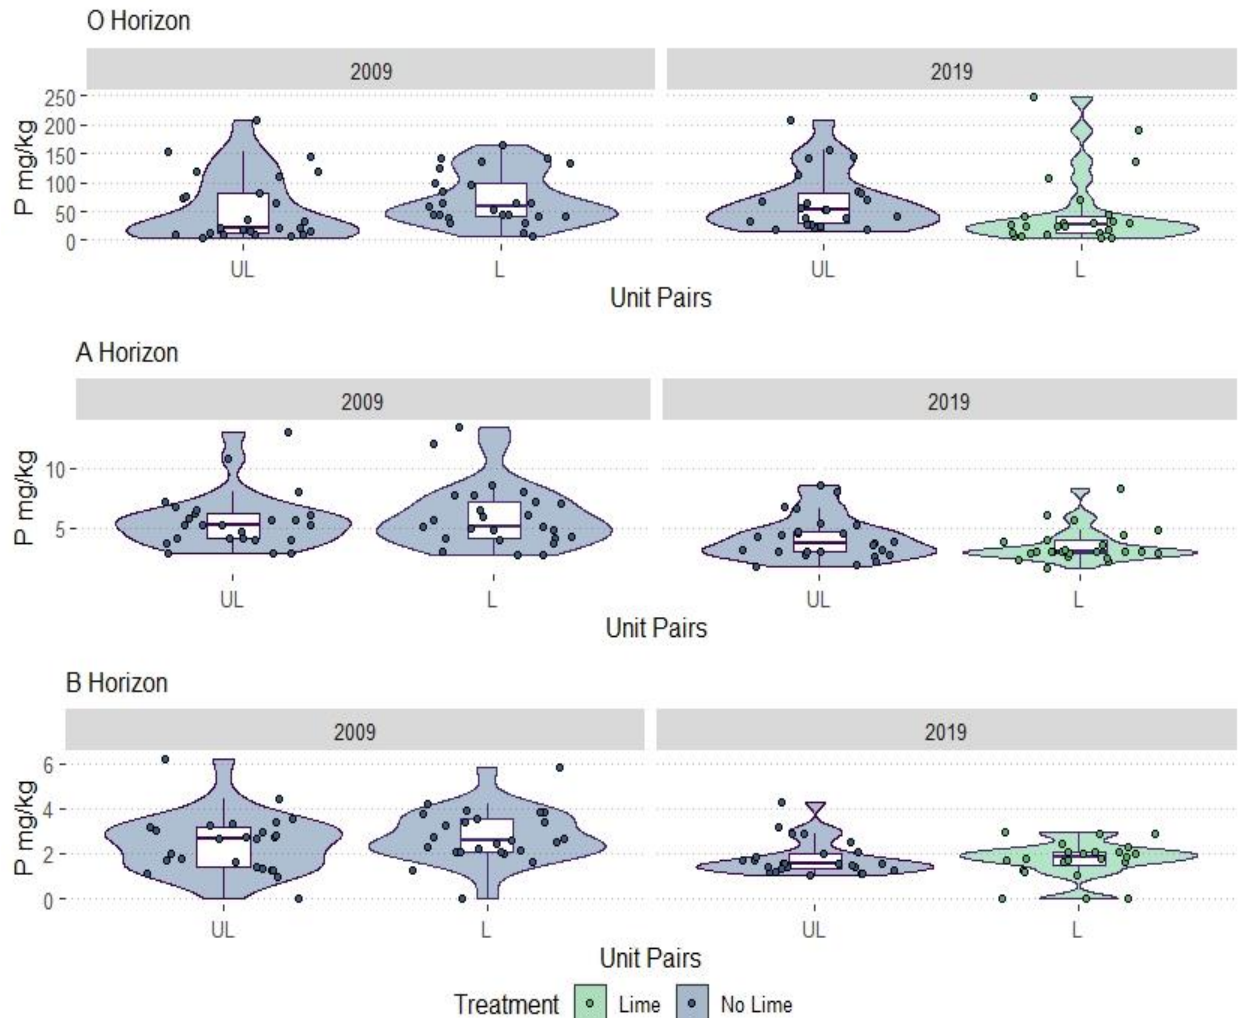 O Horizon
2009 2019
P mg/kg
250
200
150
100
50
0
UL L UL L
Unit Pairs
A Horizon
2009 2019
P mg/kg
10
5
UL L UL L
Unit Pairs
B Horizon
2009 2019
P mg/kg
6
4
2
0
UL L UL L
Unit Pairs
Treatment Lime No Lime